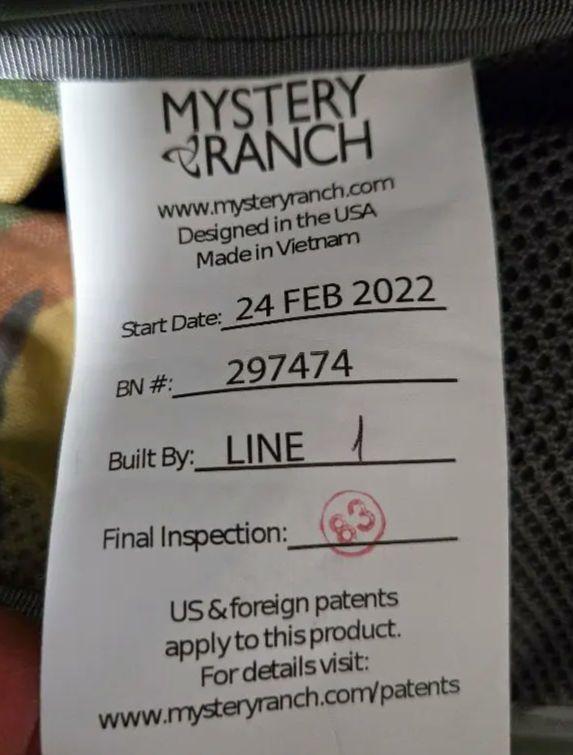 MYSTERY
RANCH
www.mysteryranch.com
Designed in the USA
Made in Vietnam
Start Date: 24 FEB 2022
BN #: 297474
Built By: LINE 1
Final Inspection: 83
US & foreign patents
apply to this product.
For details visit:
www.mysteryranch.com/patents